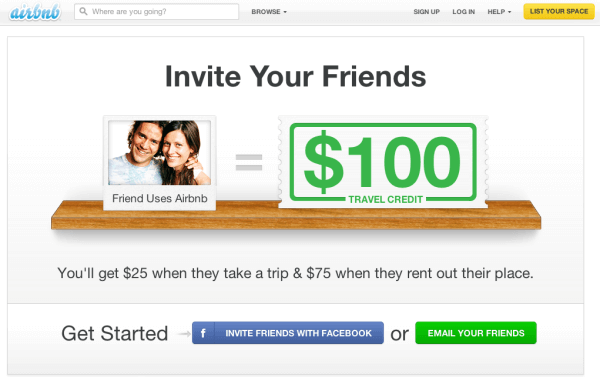 airbnb Where are you going? BROWSE SIGN UP LOG IN HELP LIST YOUR SPACE
Invite Your Friends
Friend Uses Airbnb
=
$100
TRAVEL CREDIT
You'll get $25 when they take a trip & $75 when they rent out their place.
Get Started f INVITE FRIENDS WITH FACEBOOK or EMAIL YOUR FRIENDS